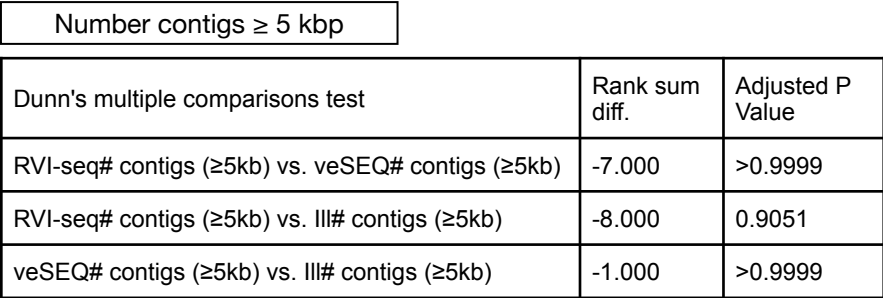 Number contigs ≥ 5 kbp
Dunn's multiple comparisons test
Rank sum
diff.
Adjusted P
Value
RVI-seq# contigs (≥5kb) vs. veSEQ# contigs (≥5kb)
-7.000
>0.9999
RVI-seq# contigs (≥5kb) vs. Ill# contigs (≥5kb)
-8.000
0.9051
veSEQ# contigs (≥5kb) vs. Ill# contigs (≥5kb)
-1.000
>0.9999